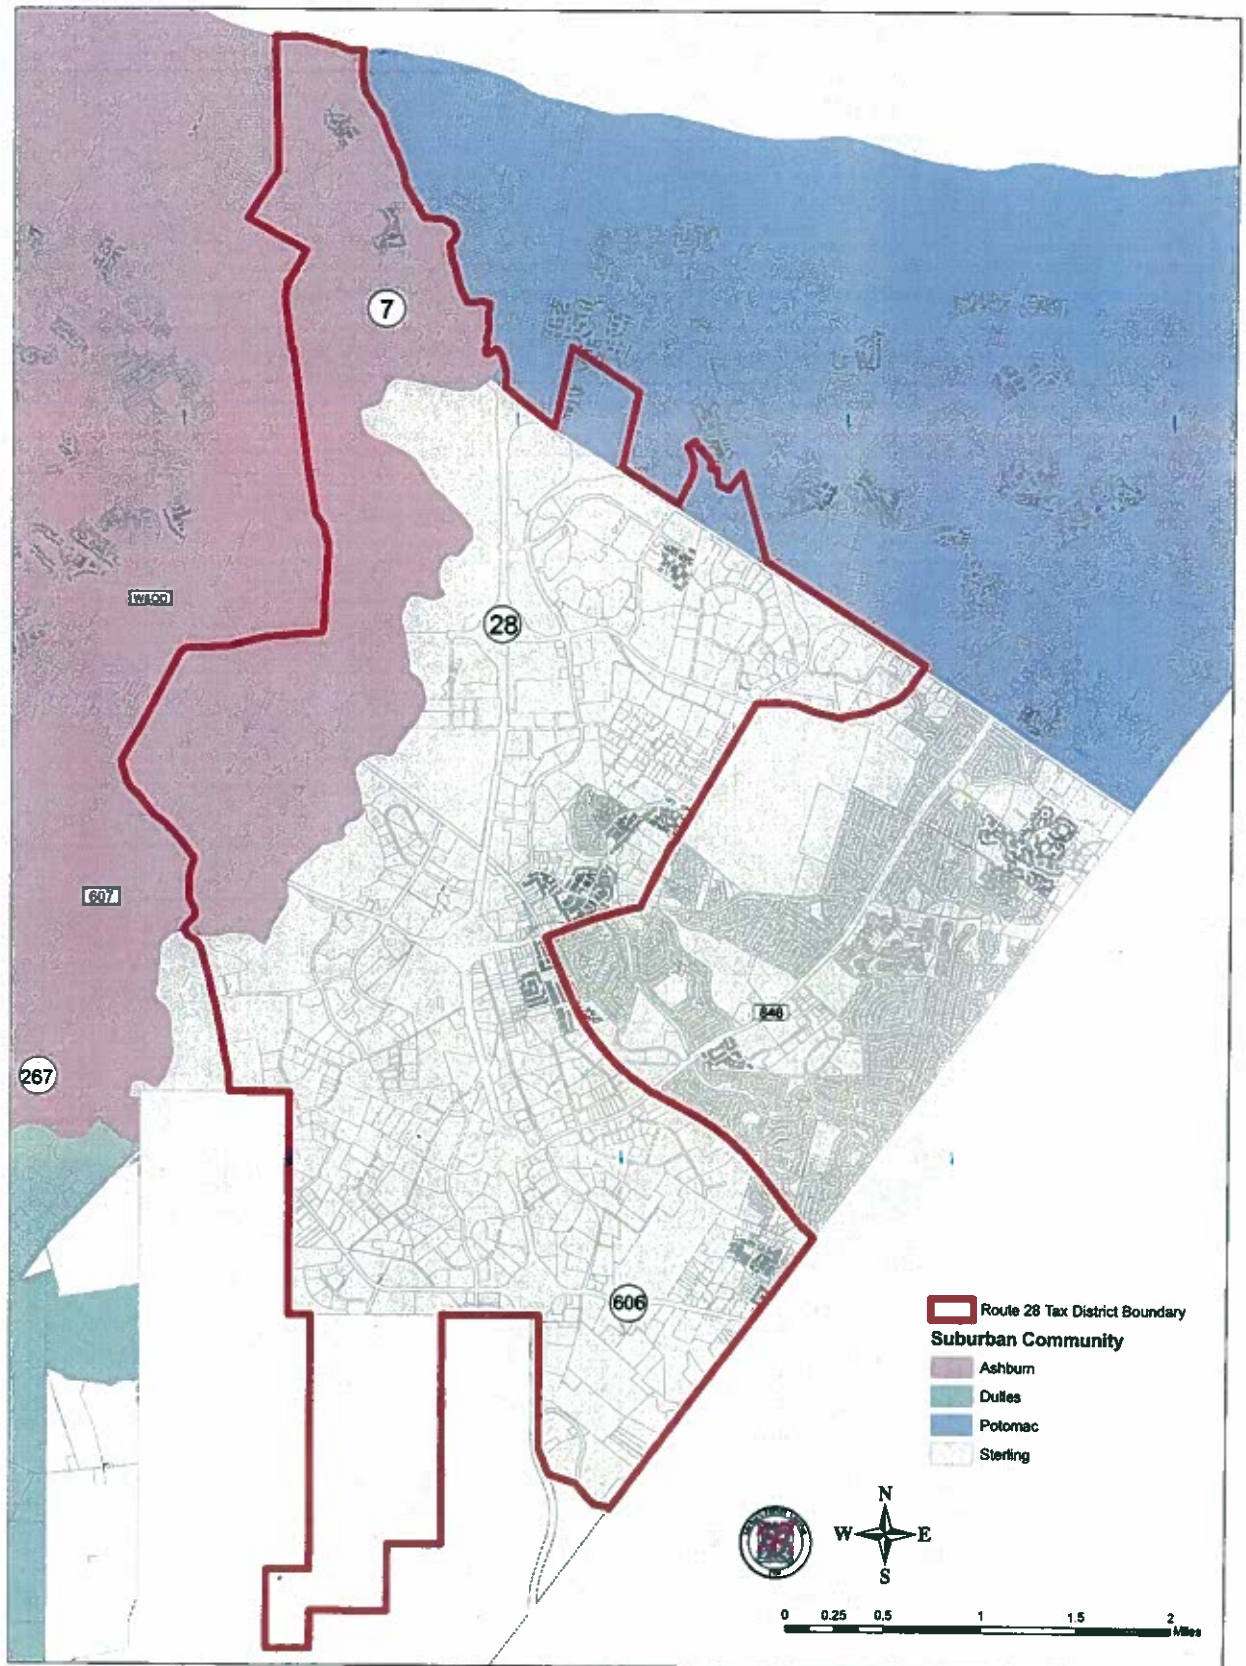 7
W&OD
28
607
846
267
606
Route 28 Tax District Boundary
Suburban Community
Ashburn
Dulles
Potomac
Sterling
N
W E
S
0 0.25 0.5 1 1.5 2
Miles